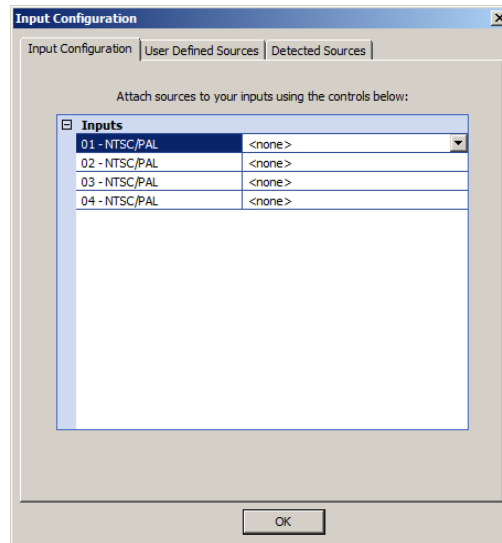 Input Configuration
Input Configuration User Defined Sources Detected Sources
Attach sources to your inputs using the controls below:
Inputs
01 - NTSC/PAL <none>
02 - NTSC/PAL <none>
03 - NTSC/PAL <none>
04 - NTSC/PAL <none>
OK